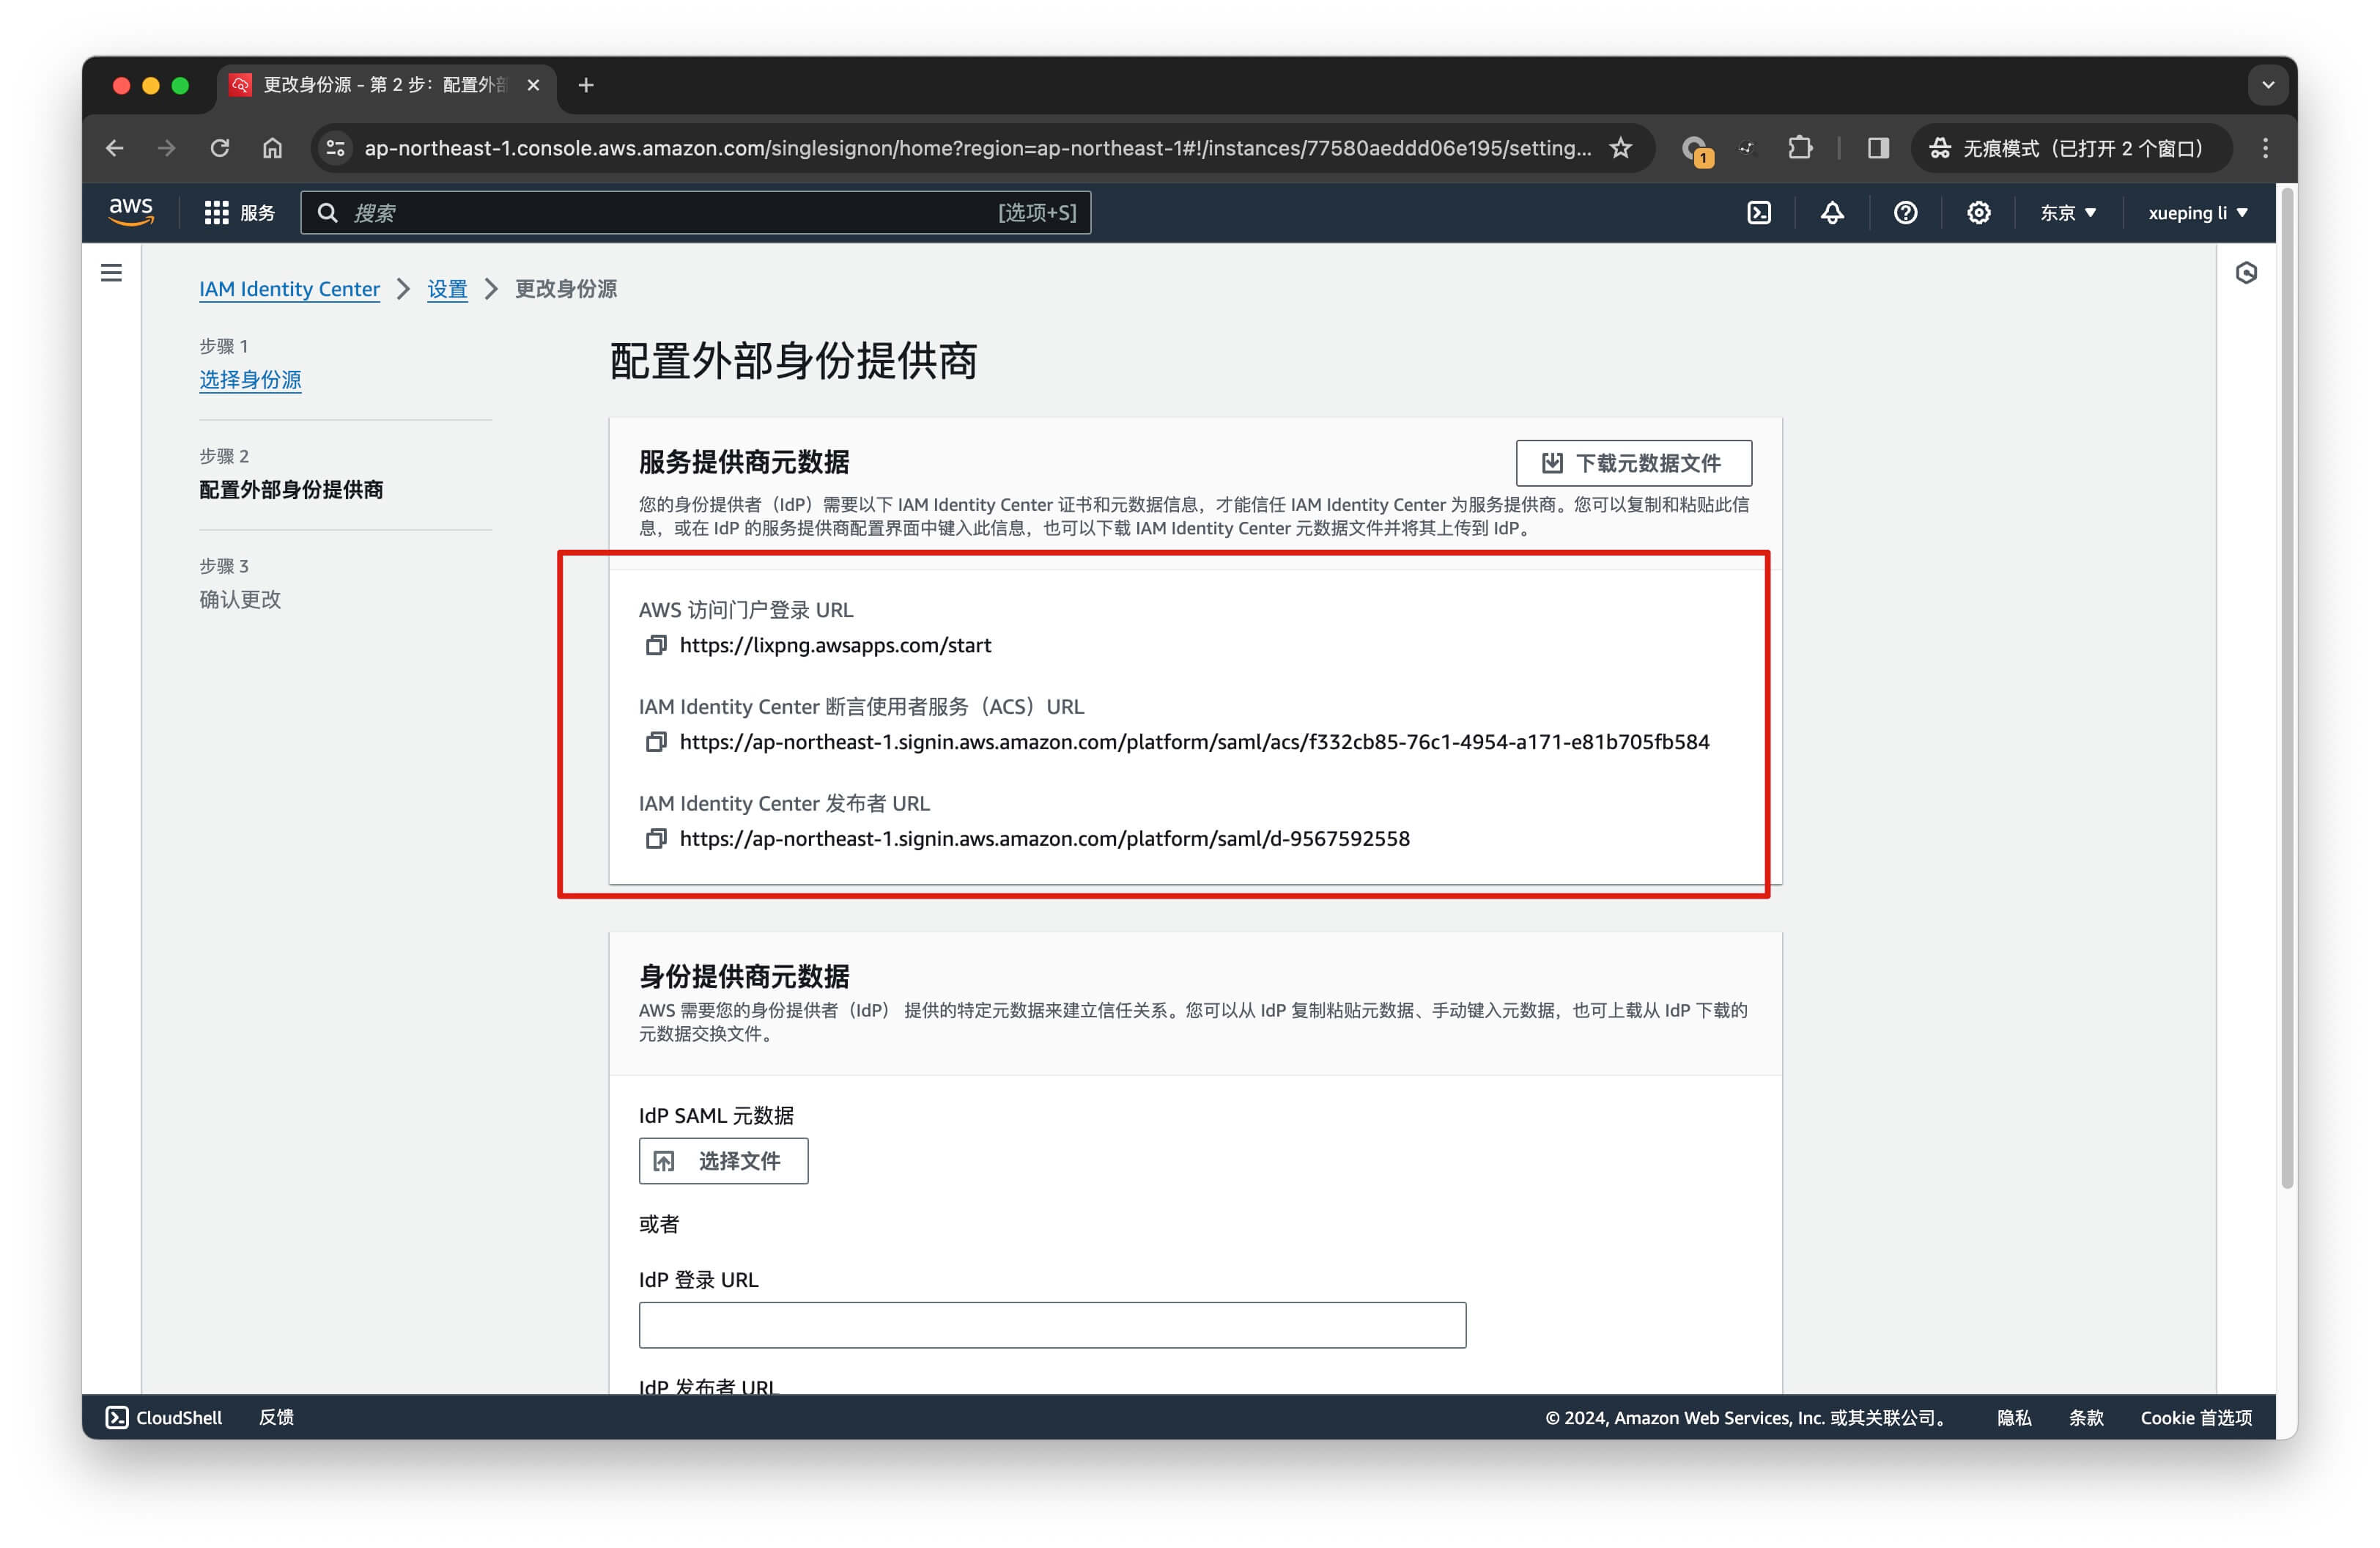 更改身份源 - 第 2 步：配置外部
ap-northeast-1.console.aws.amazon.com/singlesignon/home?region=ap-northeast-1#!/instances/77580aeddd06e195/setting...
1
无痕模式（已打开 2 个窗口）
aws
服务
搜索
[选项+S]
东京
xueping li
IAM Identity Center
设置
更改身份源
步骤 1
选择身份源
步骤 2
配置外部身份提供商
步骤 3
确认更改
配置外部身份提供商
服务提供商元数据
下载元数据文件
您的身份提供者（IdP）需要以下 IAM Identity Center 证书和元数据信息，才能信任 IAM Identity Center 为服务提供商。您可以复制和粘贴此信
息，或在 IdP 的服务提供商配置界面中键入此信息，也可以下载 IAM Identity Center 元数据文件并将其上传到 IdP。
AWS 访问门户登录 URL
https://lixpng.awsapps.com/start
IAM Identity Center 断言使用者服务（ACS）URL
https://ap-northeast-1.signin.aws.amazon.com/platform/saml/acs/f332cb85-76c1-4954-a171-e81b705fb584
IAM Identity Center 发布者 URL
https://ap-northeast-1.signin.aws.amazon.com/platform/saml/d-9567592558
身份提供商元数据
AWS 需要您的身份提供者（IdP） 提供的特定元数据来建立信任关系。您可以从 IdP 复制粘贴元数据、手动键入元数据，也可上载从 IdP 下载的
元数据交换文件。
IdP SAML 元数据
选择文件
或者
IdP 登录 URL
IdP 发布者 URL
CloudShell
反馈
© 2024, Amazon Web Services, Inc. 或其关联公司。
隐私
条款
Cookie 首选项